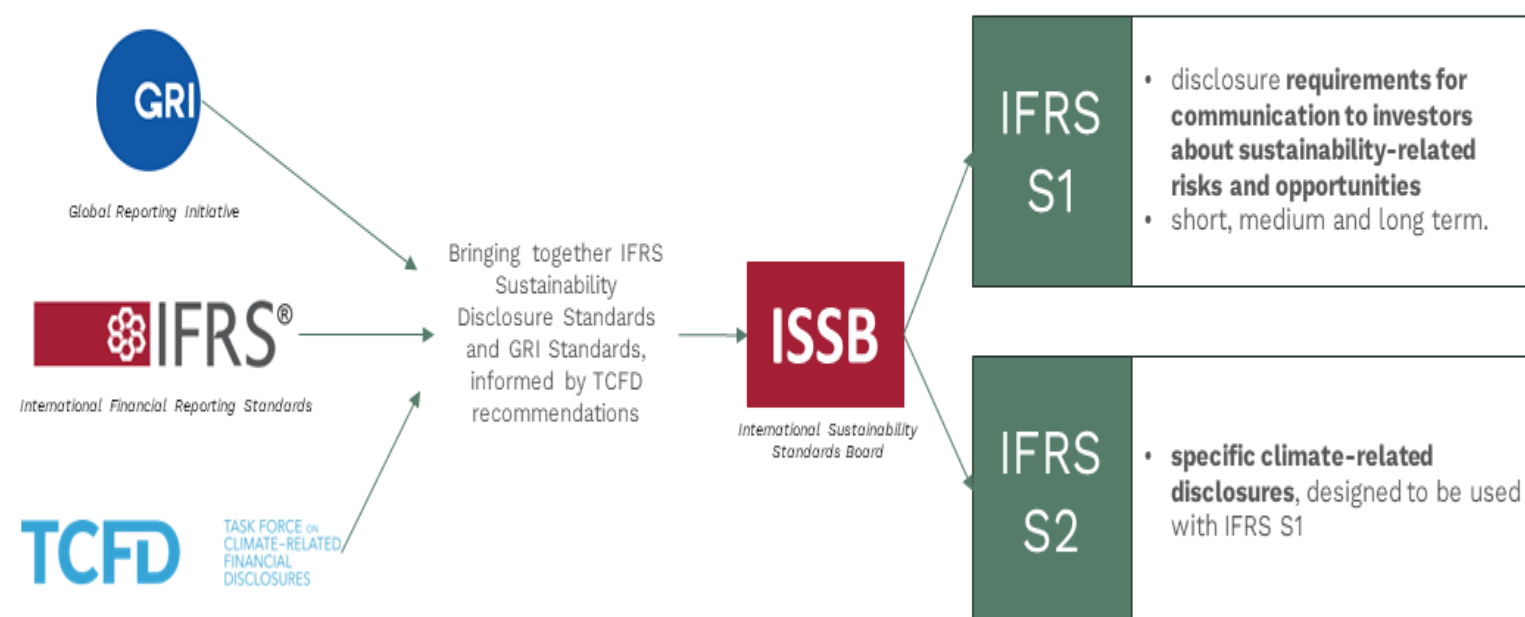 GRI
Global Reporting Initiative
IFRS®
International Financial Reporting Standards
TCFD
TASK FORCE ON
CLIMATE-RELATED
FINANCIAL
DISCLOSURES
Bringing together IFRS
Sustainability
Disclosure Standards
and GRI Standards,
informed by TCFD
recommendations
ISSB
International Sustainability
Standards Board
IFRS
S1
• disclosure requirements for
communication to investors
about sustainability-related
risks and opportunities
• short, medium and long term.
IFRS
S2
• specific climate-related
disclosures, designed to be used
with IFRS S1